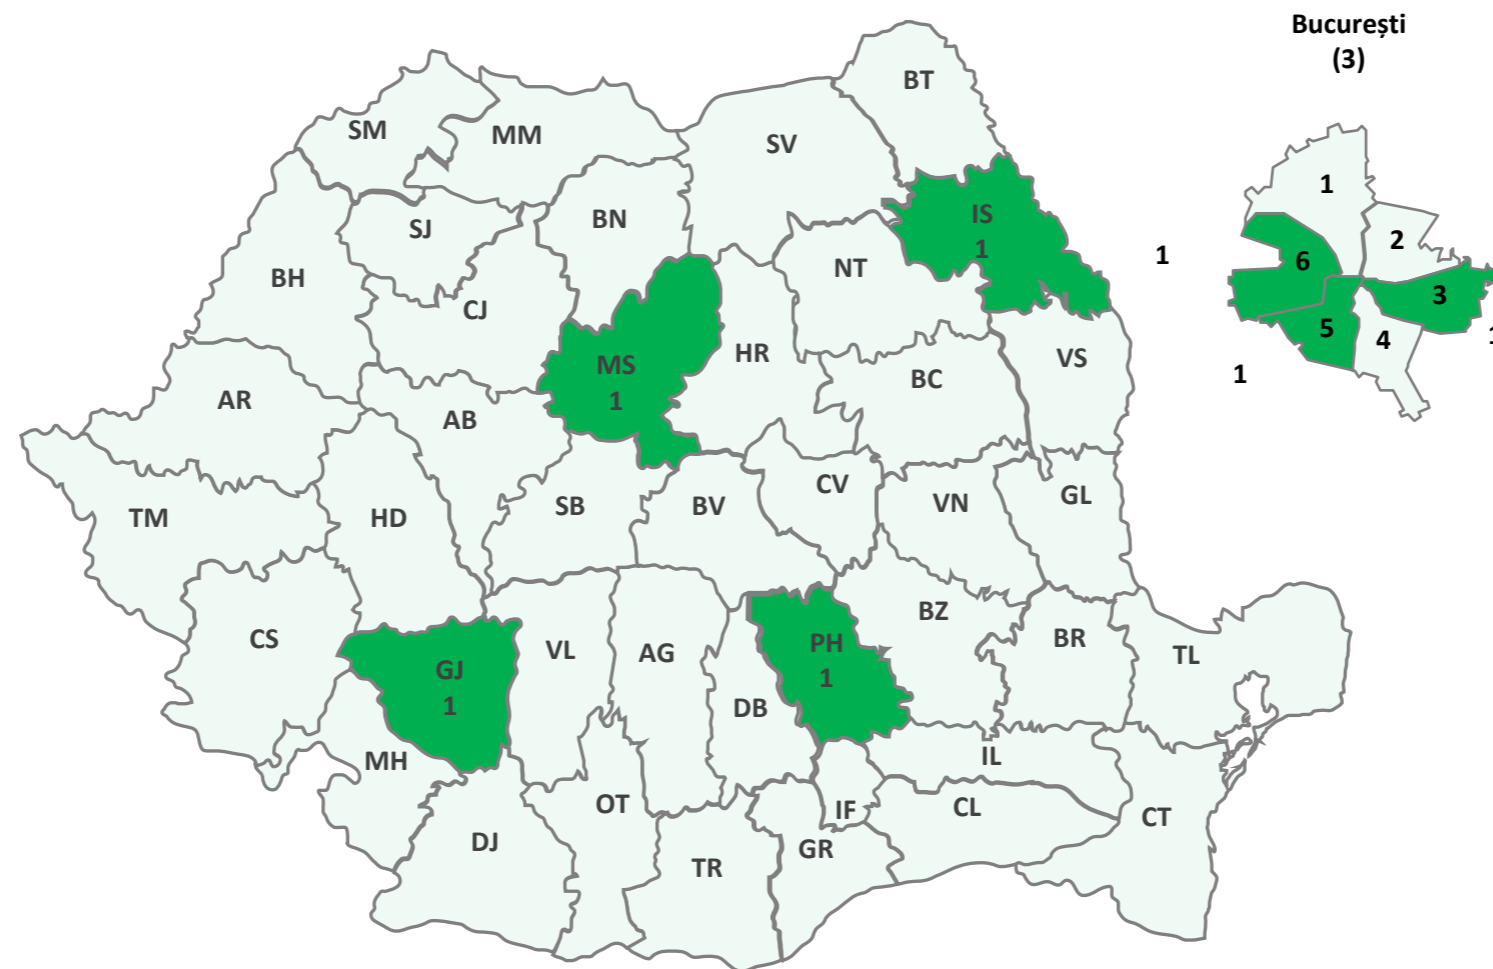 București
(3)
BT
SM
MM
SV
1
IS
1
BN
SJ
2
NT
1
6
BH
3
CJ
5
4
1
HR
VS
MS
1
BC
1
AR
AB
CV
GL
VN
SB
BV
TM
HD
BZ
CS
BR
PH
1
VL
AG
TL
GJ
1
DB
MH
IL
OT
IF
CL
CT
DJ
GR
TR